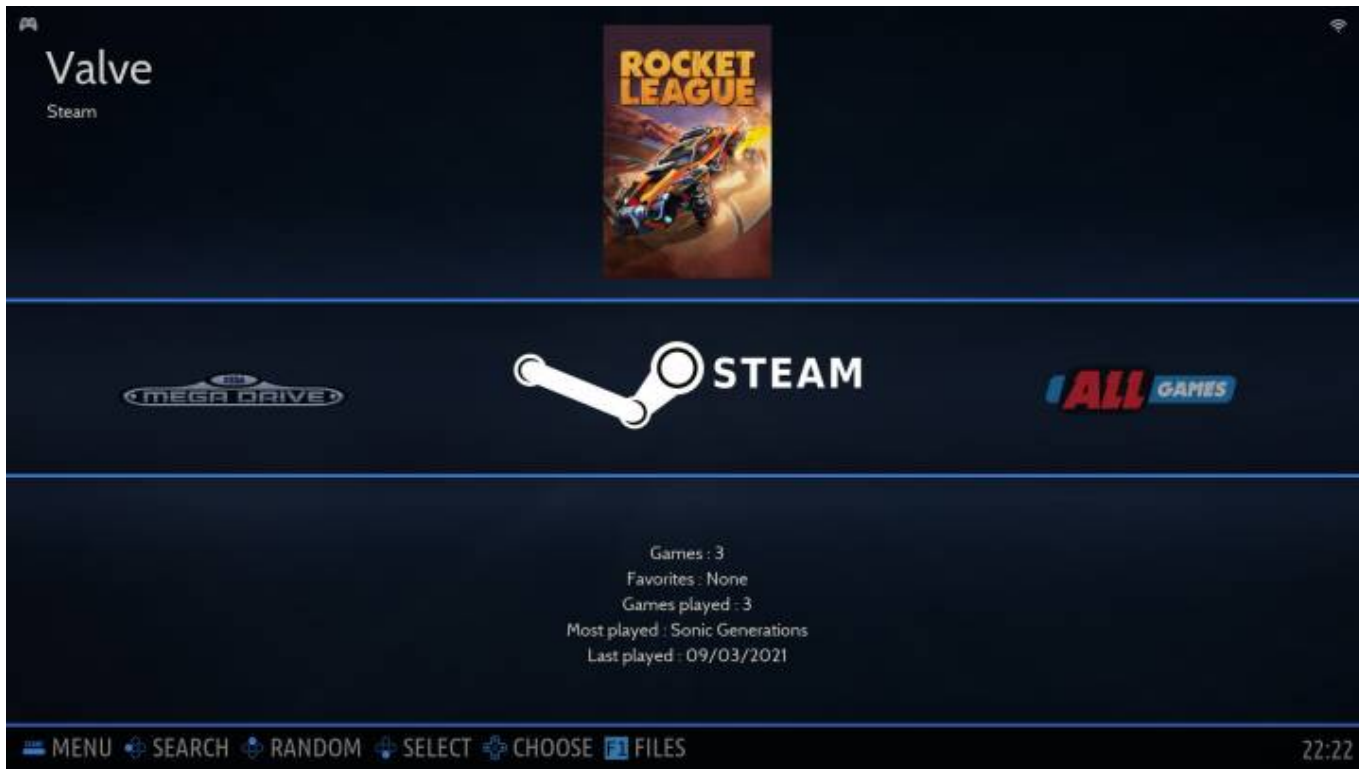 Valve
Steam
ROCKET
LEAGUE
SEGA
MEGA DRIVE
STEAM
ALL GAMES
Games : 3
Favorites : None
Games played : 3
Most played : Sonic Generations
Last played : 09/03/2021
MENU SEARCH RANDOM SELECT CHOOSE F1 FILES
22:22